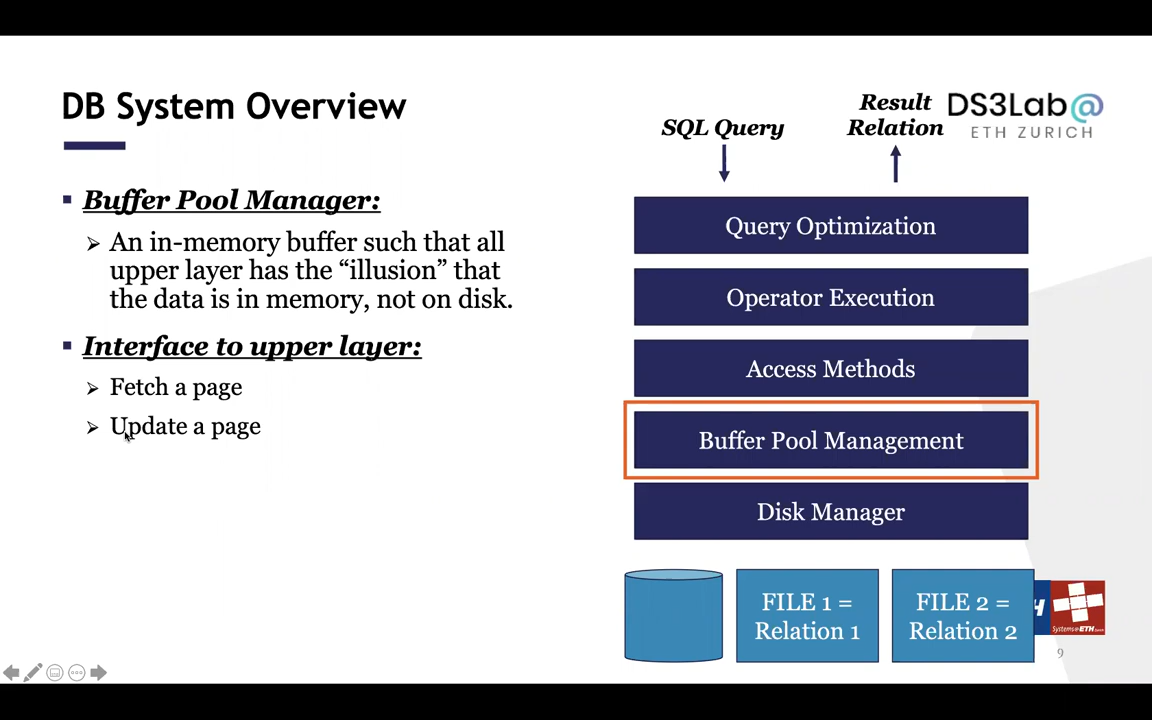 DB System Overview
Buffer Pool Manager:
An in-memory buffer such that all
upper layer has the “illusion” that
the data is in memory, not on disk.
Interface to upper layer:
Fetch a page
Update a page
SQL Query
Result
Relation
DS3Lab@
ETH ZURICH
Query Optimization
Operator Execution
Access Methods
Buffer Pool Management
Disk Manager
FILE 1 =
Relation 1
FILE 2 =
Relation 2
H
Systems@ETH
9